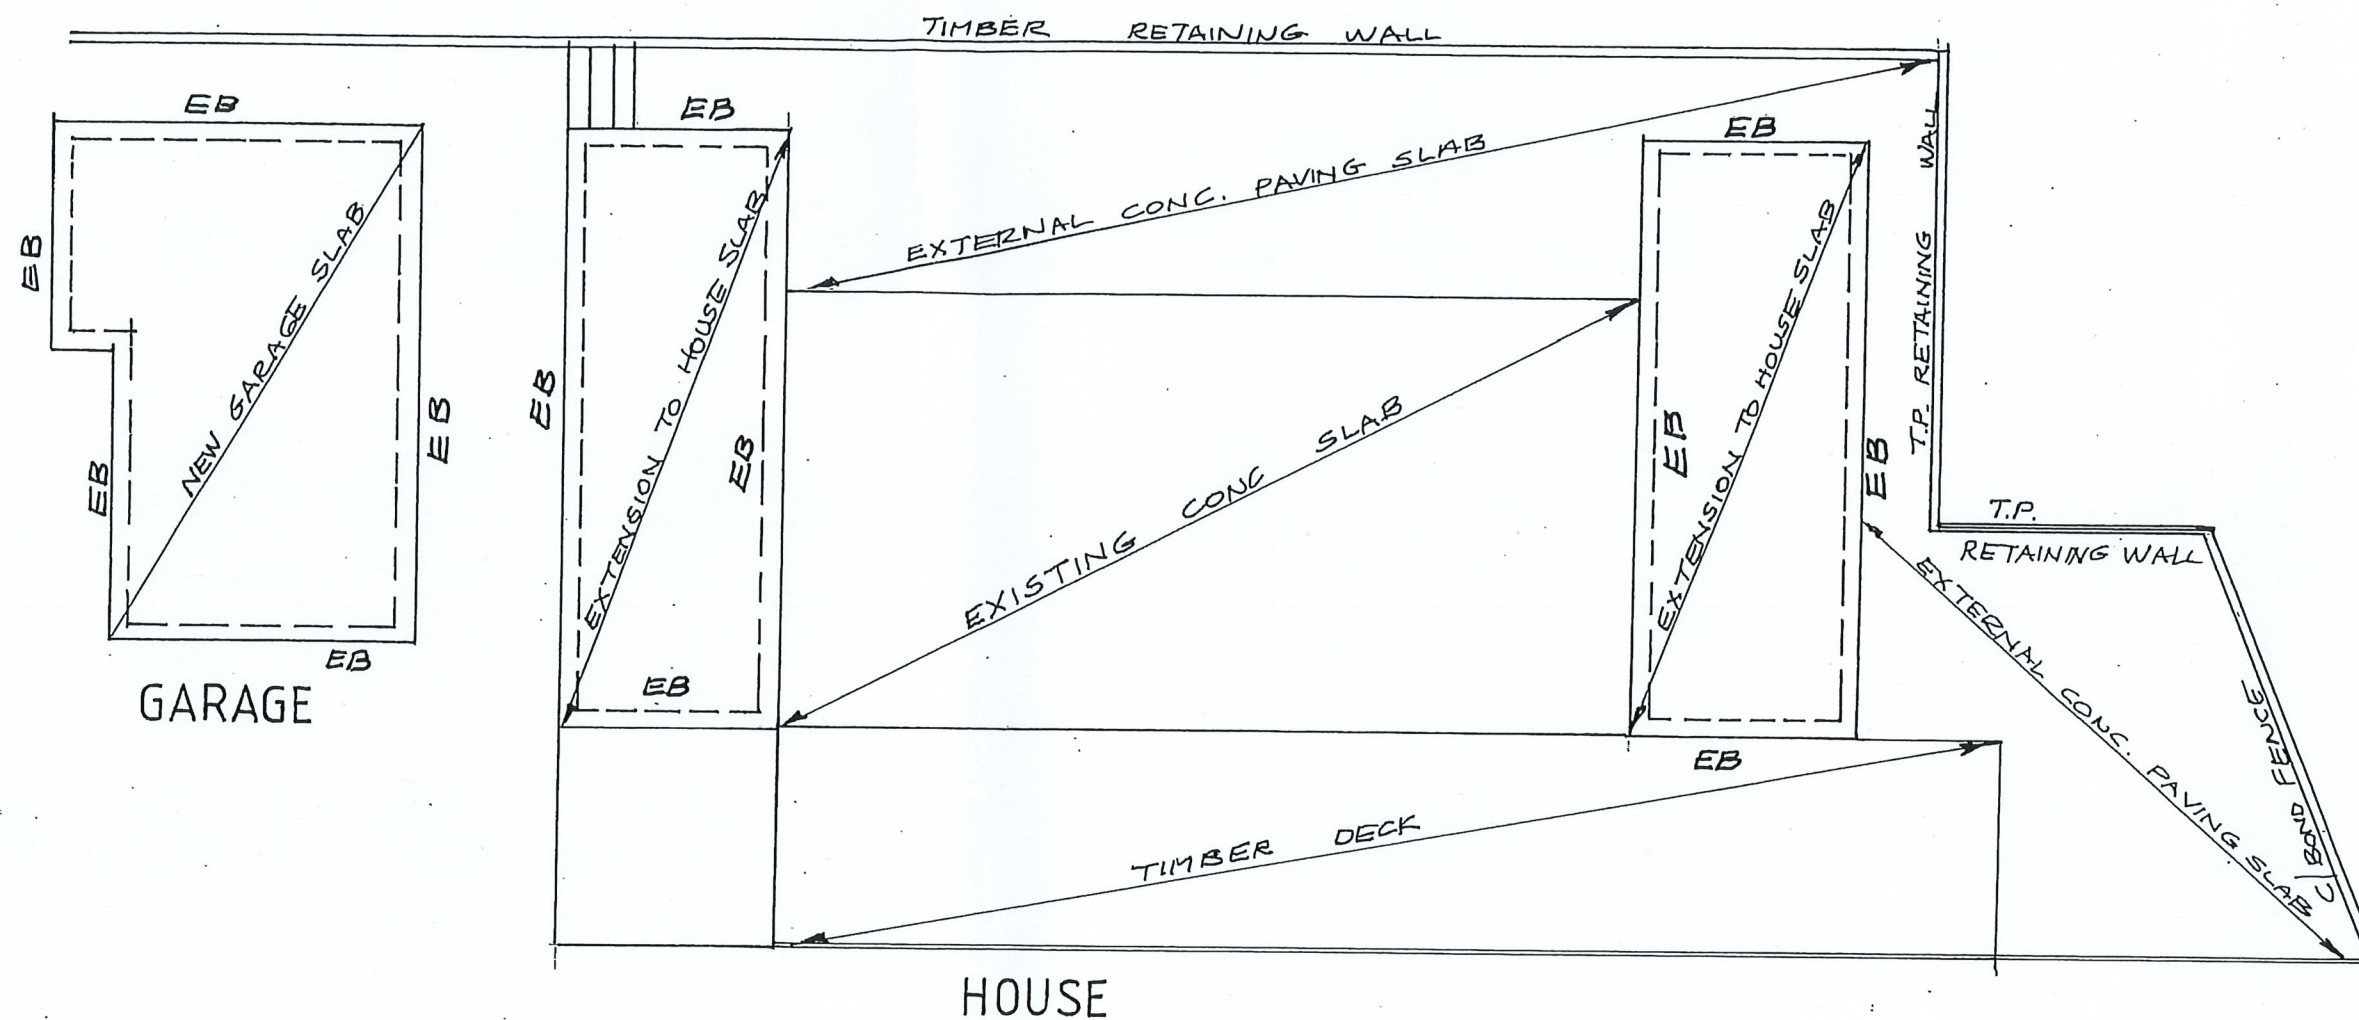 TIMBER RETAINING WALL
EB
EB
EB
EB
EB
NEW GARAGE SLAB
GARAGE
EB
EB
EB
EB
EXTENSION TO HOUSE SLAB
EXTERNAL CONC. PAVING SLAB
EXISTING CONC SLAB
EB
EB
EB
EB
EXTENSION TO HOUSE SLAB
T.P. RETAINING WALL
T.P.
RETAINING WALL
EXTERNAL CONC. PAVING SLAB
C/BOND FENCE
TIMBER DECK
HOUSE